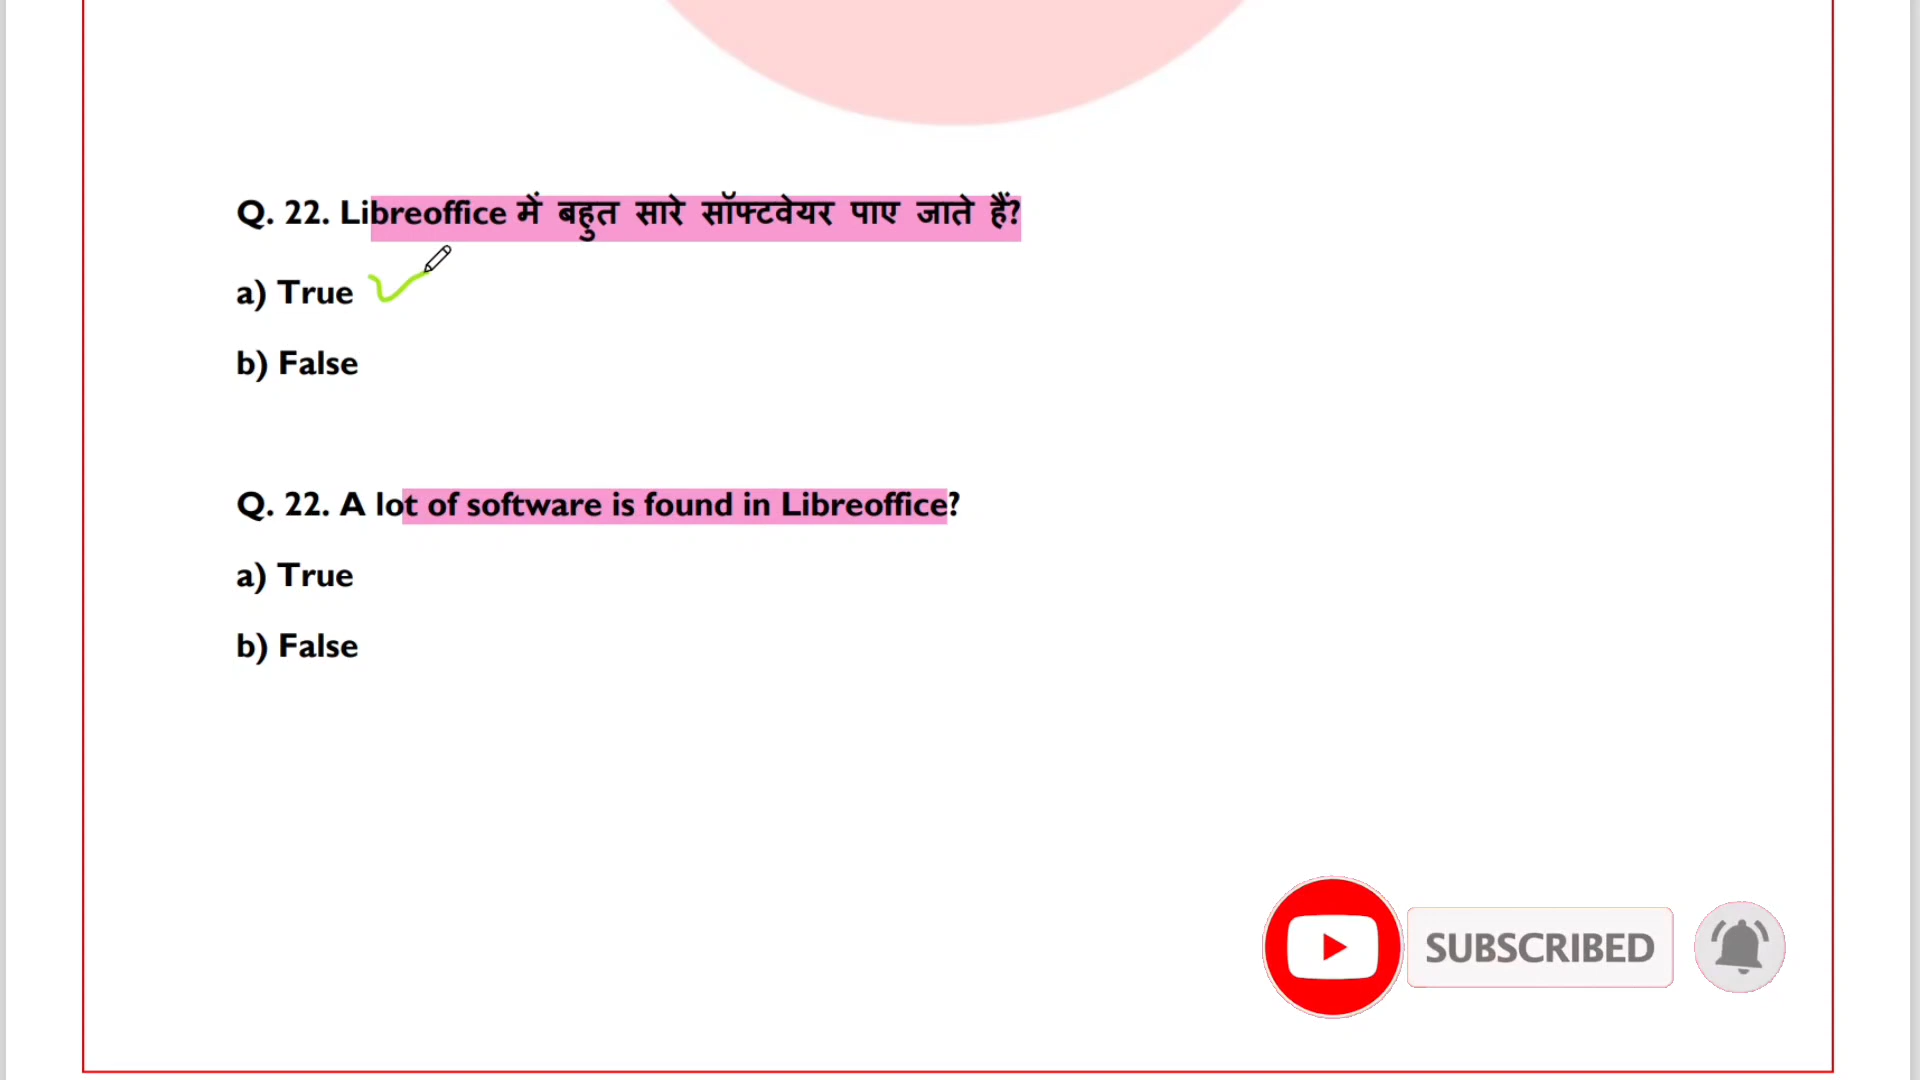 Q. 22. Libreoffice में बहुत सारे सॉफ्टवेयर पाए जाते हैं?
a) True
b) False
Q. 22. A lot of software is found in Libreoffice?
a) True
b) False
SUBSCRIBED